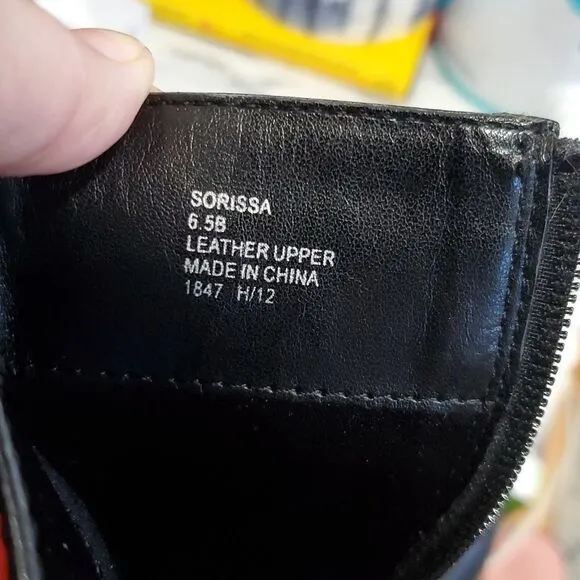 SORISSA
6.5B
LEATHER UPPER
MADE IN CHINA
1847 H/12